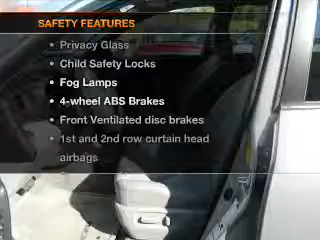 SAFETY FEATURES
• Privacy Glass
• Child Safety Locks
• Fog Lamps
• 4-wheel ABS Brakes
• Front Ventilated disc brakes
• 1st and 2nd row curtain head
airbags